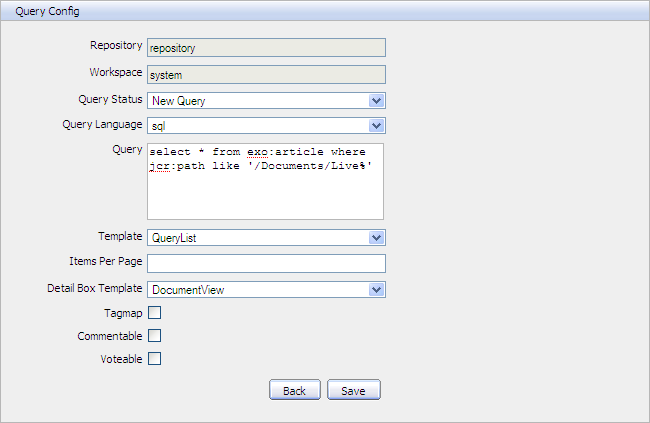 Query Config
Repository repository
Workspace system
Query Status New Query
Query Language sql
Query select * from exo:article where
jcr:path like '/Documents/Live%'
Template QueryList
Items Per Page
Detail Box Template DocumentView
Tagmap
Commentable
Voteable
Back Save